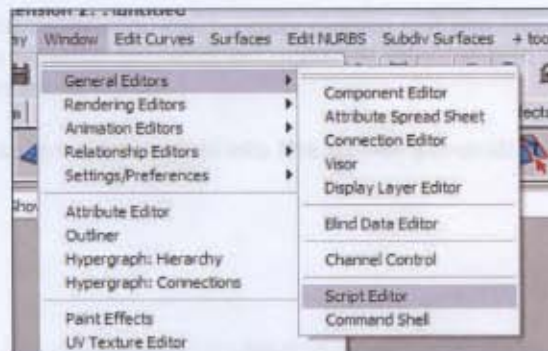 Window Edit Curves Surfaces Edit NURBS Subdiv Surfaces
General Editors
Rendering Editors
Animation Editors
Relationship Editors
Settings/Preferences
Attribute Editor
Outliner
Hypergraph: Hierarchy
Hypergraph: Connections
Paint Effects
UV Texture Editor
Component Editor
Attribute Spread Sheet
Connection Editor
Visor
Display Layer Editor
Blind Data Editor
Channel Control
Script Editor
Command Shell